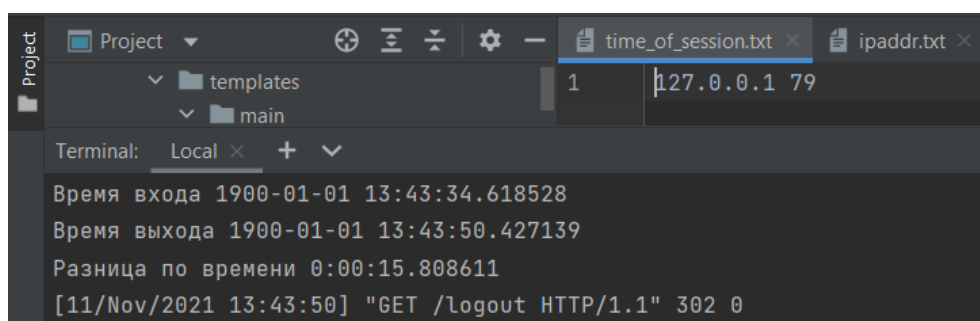 Project
Project
time_of_session.txt
ipaddr.txt
templates
1
127.0.0.1 79
main
Terminal: Local
Время входа 1900-01-01 13:43:34.618528
Время выхода 1900-01-01 13:43:50.427139
Разница по времени 0:00:15.808611
[11/Nov/2021 13:43:50] "GET /logout HTTP/1.1" 302 0